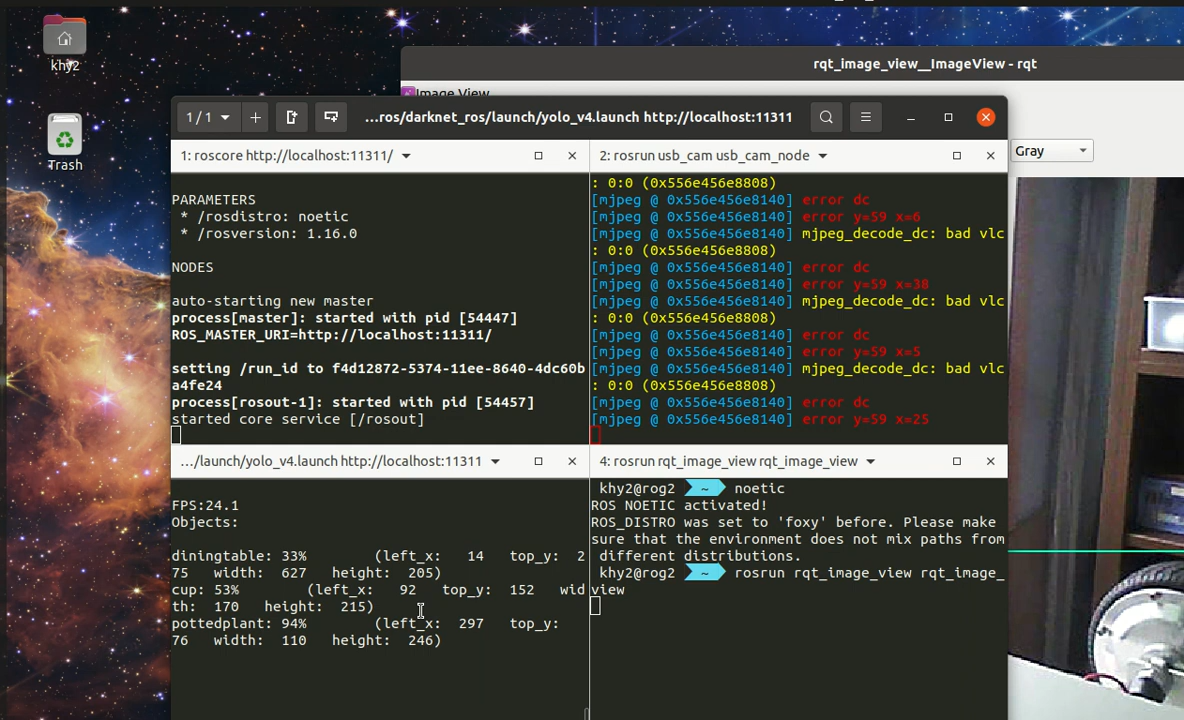 khy2
Trash
rqt_image_view__ImageView - rqt
Image View
Gray
1 / 1
...ros/darknet_ros/launch/yolo_v4.launch http://localhost:11311
1: roscore http://localhost:11311/
PARAMETERS
* /rosdistro: noetic
* /rosversion: 1.16.0
NODES
auto-starting new master
process[master]: started with pid [54447]
ROS_MASTER_URI=http://localhost:11311/
setting /run_id to f4d12872-5374-11ee-8640-4dc60b
a4fe24
process[rosout-1]: started with pid [54457]
started core service [/rosout]
2: rosrun usb_cam usb_cam_node
: 0:0 (0x556e456e8808)
[mjpeg @ 0x556e456e8140] error dc
[mjpeg @ 0x556e456e8140] error y=59 x=6
[mjpeg @ 0x556e456e8140] mjpeg_decode_dc: bad vlc
: 0:0 (0x556e456e8808)
[mjpeg @ 0x556e456e8140] error dc
[mjpeg @ 0x556e456e8140] error y=59 x=38
[mjpeg @ 0x556e456e8140] mjpeg_decode_dc: bad vlc
: 0:0 (0x556e456e8808)
[mjpeg @ 0x556e456e8140] error dc
[mjpeg @ 0x556e456e8140] error y=59 x=5
[mjpeg @ 0x556e456e8140] mjpeg_decode_dc: bad vlc
: 0:0 (0x556e456e8808)
[mjpeg @ 0x556e456e8140] error dc
[mjpeg @ 0x556e456e8140] error y=59 x=25
.../launch/yolo_v4.launch http://localhost:11311
FPS:24.1
Objects:
diningtable: 33% (left_x: 14 top_y: 2
75 width: 627 height: 205)
cup: 53% (left_x: 92 top_y: 152 wid
th: 170 height: 215)
pottedplant: 94% (left_x: 297 top_y:
76 width: 110 height: 246)
4: rosrun rqt_image_view rqt_image_view
khy2@rog2 ~ noetic
ROS NOETIC activated!
ROS_DISTRO was set to 'foxy' before. Please make
sure that the environment does not mix paths from
different distributions.
khy2@rog2 ~ rosrun rqt_image_view rqt_image_
view